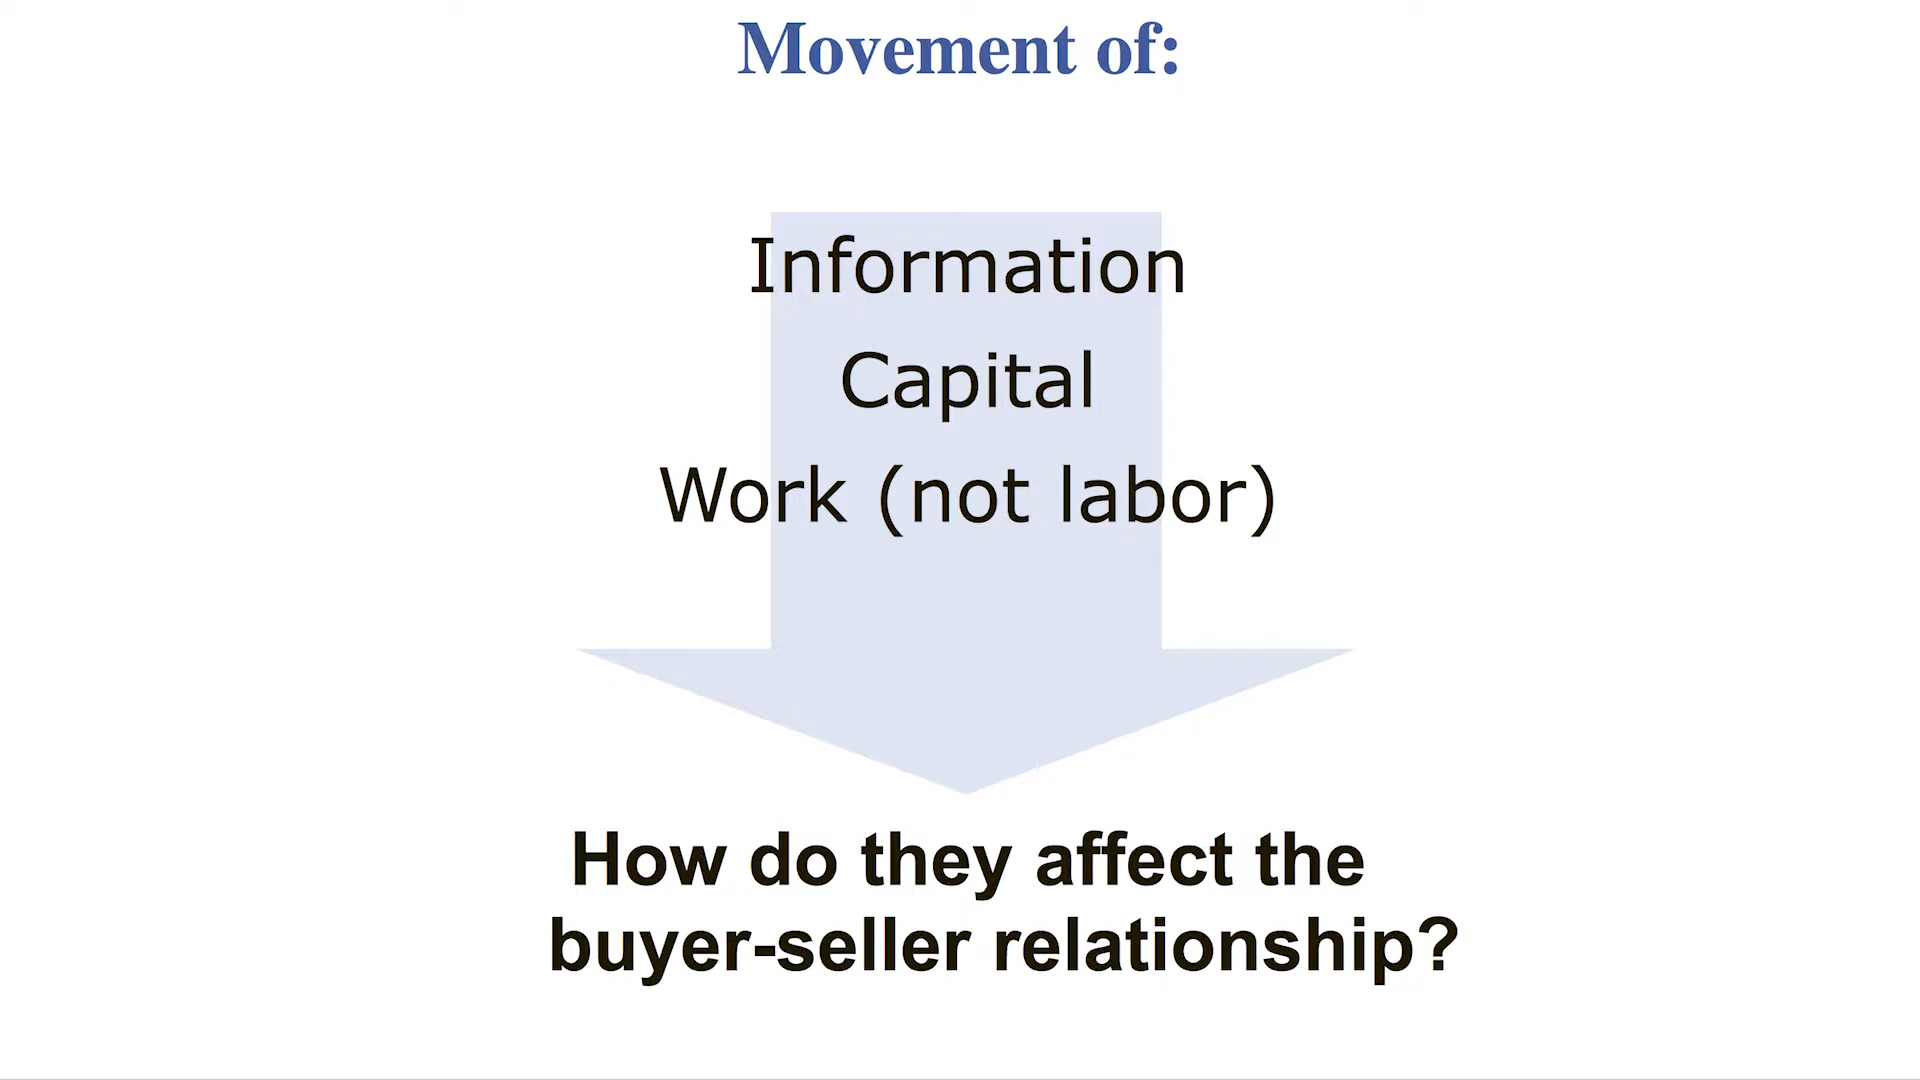 Movement of:
Information
Capital
Work (not labor)
How do they affect the
buyer-seller relationship?